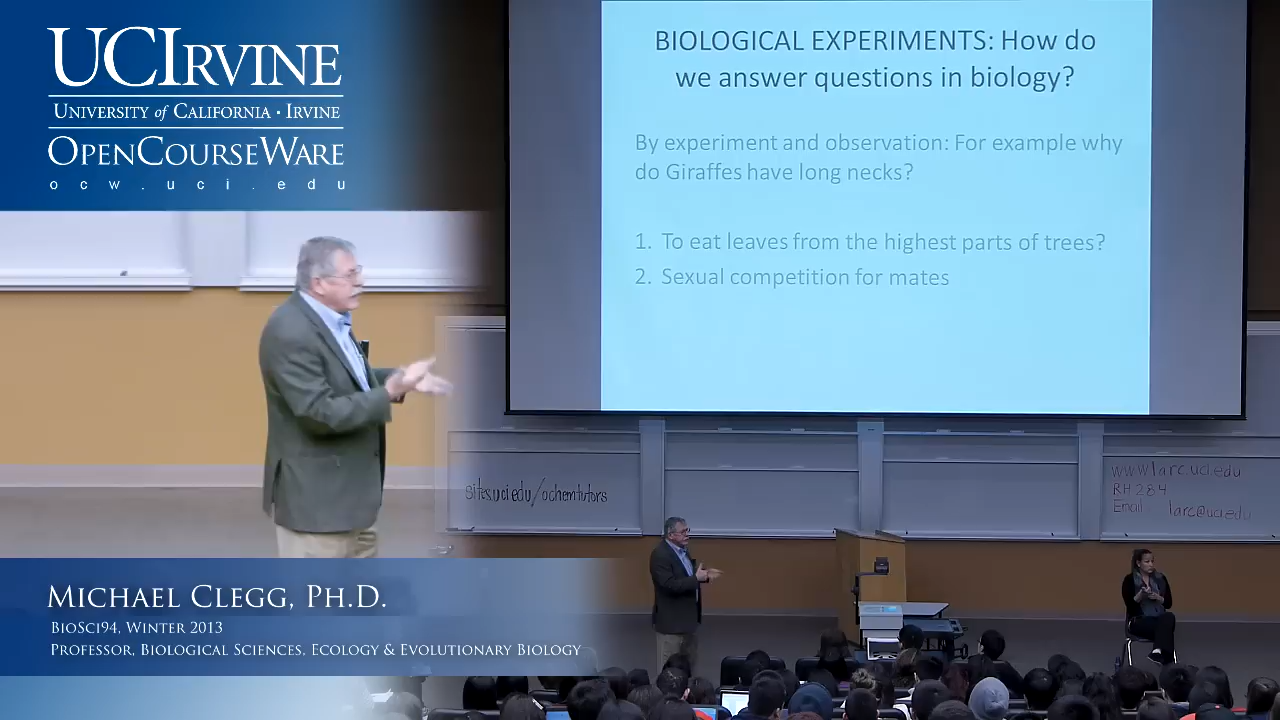 UCIRVINE
UNIVERSITY of CALIFORNIA · IRVINE
OPENCOURSEWARE
ocw.uci.edu
BIOLOGICAL EXPERIMENTS: How do
we answer questions in biology?
By experiment and observation: For example why
do Giraffes have long necks?
1. To eat leaves from the highest parts of trees?
2. Sexual competition for mates
sites.uci.edu/ochemtutors
www.larc.uci.edu
RH 284
Email larc@uci.edu
MICHAEL CLEGG, PH.D.
BIOSCI94, WINTER 2013
PROFESSOR, BIOLOGICAL SCIENCES, ECOLOGY & EVOLUTIONARY BIOLOGY